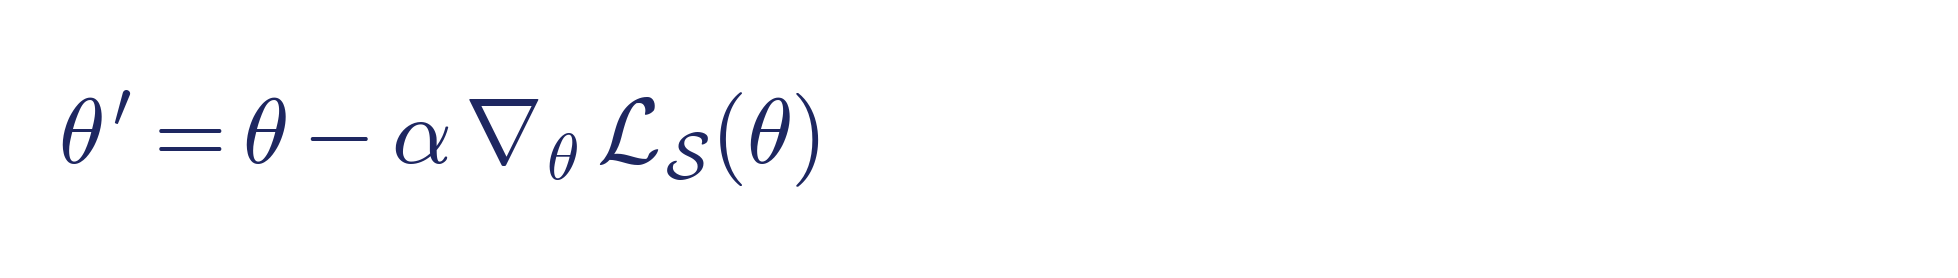 θ′ = θ − α ∇_θ ℒ_𝒮(θ)